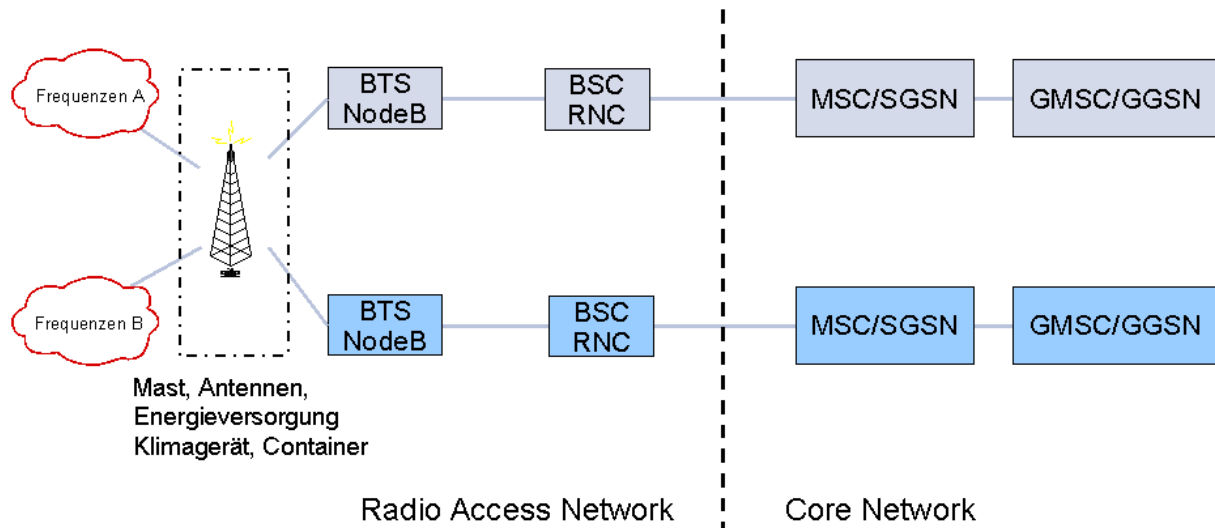 Frequenzen A
BTS
NodeB
BSC
RNC
MSC/SGSN
GMSC/GGSN
Frequenzen B
BTS
NodeB
BSC
RNC
MSC/SGSN
GMSC/GGSN
Mast, Antennen,
Energieversorgung
Klimagerät, Container
Radio Access Network
Core Network